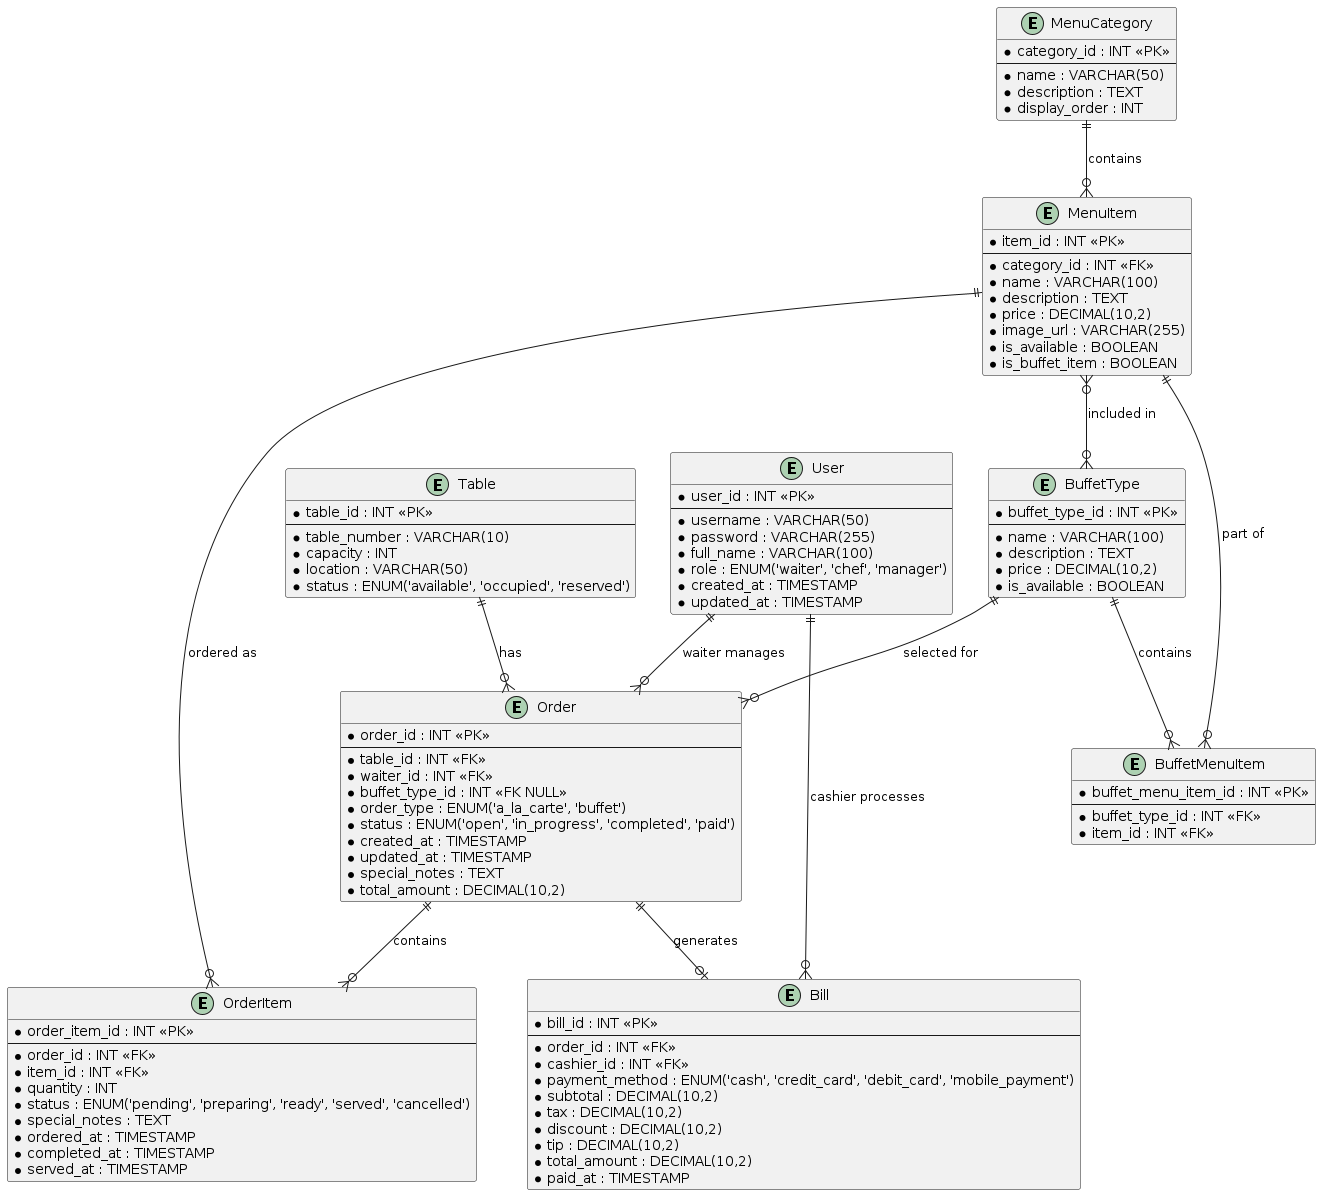 E MenuCategory
category_id : INT «PK»
name : VARCHAR(50)
description : TEXT
display_order : INT
contains
E MenuItem
item_id : INT «PK»
category_id : INT «FK»
name : VARCHAR(100)
description : TEXT
price : DECIMAL(10,2)
image_url : VARCHAR(255)
is_available : BOOLEAN
is_buffet_item : BOOLEAN
included in
E Table
table_id : INT «PK»
table_number : VARCHAR(10)
capacity : INT
location : VARCHAR(50)
status : ENUM('available', 'occupied', 'reserved')
E User
user_id : INT «PK»
username : VARCHAR(50)
password : VARCHAR(255)
full_name : VARCHAR(100)
role : ENUM('waiter', 'chef', 'manager')
created_at : TIMESTAMP
updated_at : TIMESTAMP
E BuffetType
buffet_type_id : INT «PK»
name : VARCHAR(100)
description : TEXT
price : DECIMAL(10,2)
is_available : BOOLEAN
part of
ordered as
has
waiter manages
selected for
contains
E Order
order_id : INT «PK»
table_id : INT «FK»
waiter_id : INT «FK»
buffet_type_id : INT «FK NULL»
order_type : ENUM('a_la_carte', 'buffet')
status : ENUM('open', 'in_progress', 'completed', 'paid')
created_at : TIMESTAMP
updated_at : TIMESTAMP
special_notes : TEXT
total_amount : DECIMAL(10,2)
cashier processes
E BuffetMenuItem
buffet_menu_item_id : INT «PK»
buffet_type_id : INT «FK»
item_id : INT «FK»
contains
generates
E OrderItem
order_item_id : INT «PK»
order_id : INT «FK»
item_id : INT «FK»
quantity : INT
status : ENUM('pending', 'preparing', 'ready', 'served', 'cancelled')
special_notes : TEXT
ordered_at : TIMESTAMP
completed_at : TIMESTAMP
served_at : TIMESTAMP
E Bill
bill_id : INT «PK»
order_id : INT «FK»
cashier_id : INT «FK»
payment_method : ENUM('cash', 'credit_card', 'debit_card', 'mobile_payment')
subtotal : DECIMAL(10,2)
tax : DECIMAL(10,2)
discount : DECIMAL(10,2)
tip : DECIMAL(10,2)
total_amount : DECIMAL(10,2)
paid_at : TIMESTAMP